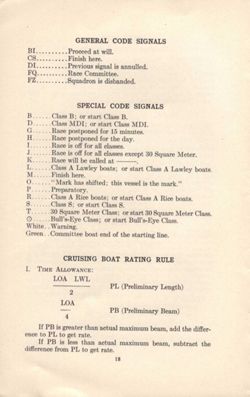 GENERAL CODE SIGNALS
BI..........Proceed at will.
CS..........Finish here.
DI..........Previous signal is annulled.
FQ..........Race Committee.
FZ..........Squadron is disbanded.
SPECIAL CODE SIGNALS
B......Class B; or start Class B.
D......Class MDI; or start Class MDI.
G......Race postponed for 15 minutes.
H......Race postponed for the day.
I......Race is off for all classes.
J......Race is off for all classes except 30 Square Meter.
K......Race will be called at ———.
L......Class A Lawley boats; or start Class A Lawley boats.
M......Finish here.
O......"Mark has shifted; this vessel is the mark."
P......Preparatory.
R......Class A Rice boats; or start Class A Rice boats.
S......Class S; or start Class S.
T......30 Square Meter Class; or start 30 Square Meter Class.
......Bull's-Eye Class; or start Bull's-Eye Class.
White..Warning.
Green..Committee boat end of the starting line.
CRUISING BOAT RATING RULE
I. TIME ALLOWANCE:
LOA LWL
2
PL (Preliminary Length)
LOA
4
PB (Preliminary Beam)
If PB is greater than actual maximum beam, add the differ-
ence to PL to get rate.
If PB is less than actual maximum beam, subtract the
difference from PL to get rate.
18